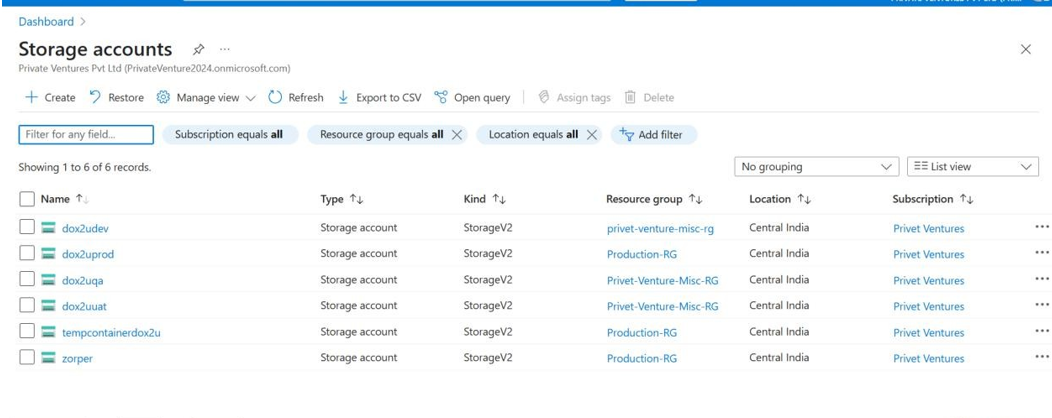 Dashboard >
Storage accounts ...
Private Ventures Pvt Ltd (PrivateVenture2024.onmicrosoft.com)
Create Restore Manage view Refresh Export to CSV Open query Assign tags Delete
Filter for any field... Subscription equals all Resource group equals all Location equals all Add filter
Showing 1 to 6 of 6 records. No grouping List view
Name Type Kind Resource group Location Subscription
dox2udev Storage account StorageV2 privet-venture-misc-rg Central India Privet Ventures
dox2uprod Storage account StorageV2 Production-RG Central India Privet Ventures
dox2uqa Storage account StorageV2 Privet-Venture-Misc-RG Central India Privet Ventures
dox2uuat Storage account StorageV2 Privet-Venture-Misc-RG Central India Privet Ventures
tempcontainerdox2u Storage account StorageV2 Production-RG Central India Privet Ventures
zorper Storage account StorageV2 Production-RG Central India Privet Ventures